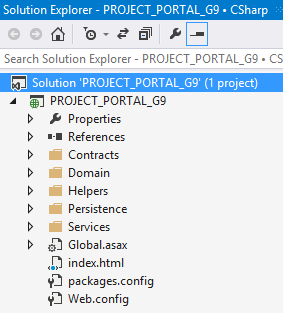 Solution Explorer - PROJECT_PORTAL_G9 • CSharp
Search Solution Explorer - PROJECT_PORTAL_G9 • CS
Solution 'PROJECT_PORTAL_G9' (1 project)
PROJECT_PORTAL_G9
Properties
References
Contracts
Domain
Helpers
Persistence
Services
Global.asax
index.html
packages.config
Web.config